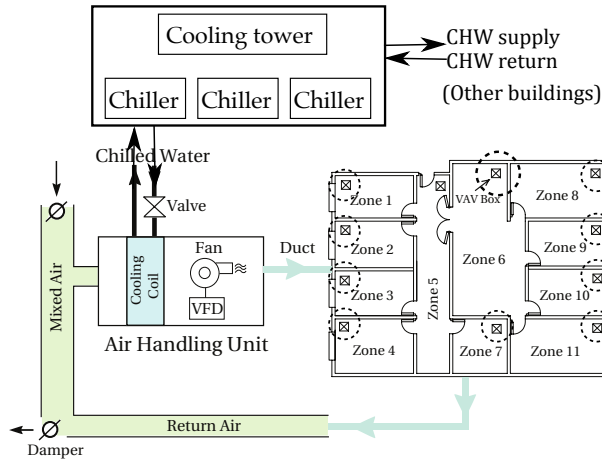 Cooling tower
CHW supply
CHW return
(Other buildings)
Chiller
Chiller
Chiller
Chilled Water
Valve
VAV Box
Zone 1
Zone 8
Fan
Duct
Zone 2
Zone 9
Zone 6
Mixed Air
Cooling
Coil
VFD
Zone 3
Zone 5
Zone 10
Air Handling Unit
Zone 4
Zone 7
Zone 11
Return Air
Damper